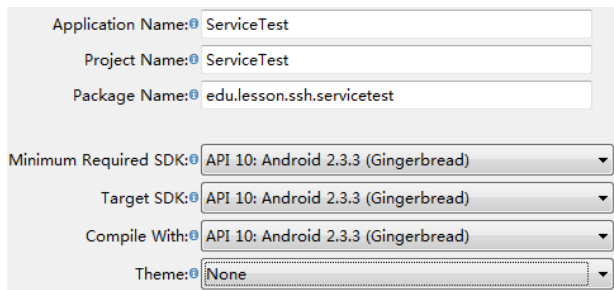 Application Name: ServiceTest
Project Name: ServiceTest
Package Name: edu.lesson.ssh.servicetest
Minimum Required SDK: API 10: Android 2.3.3 (Gingerbread)
Target SDK: API 10: Android 2.3.3 (Gingerbread)
Compile With: API 10: Android 2.3.3 (Gingerbread)
Theme: None